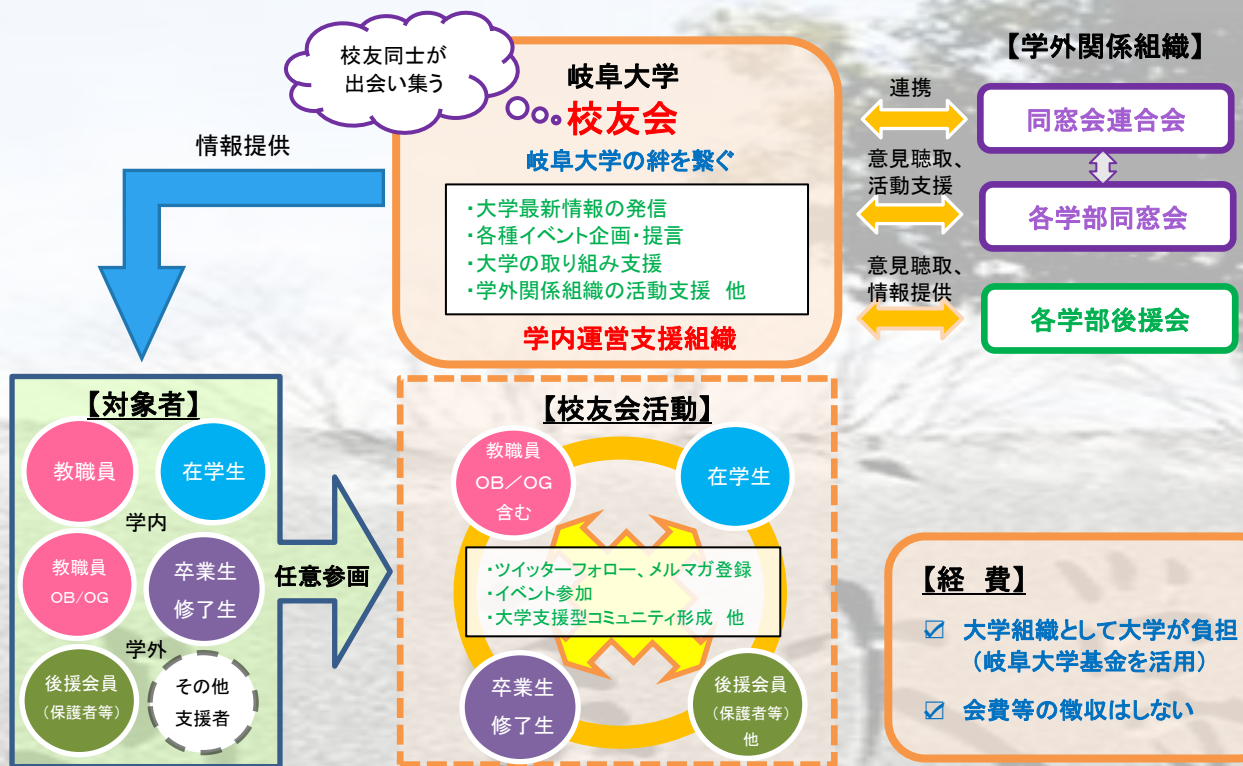 校友同士が
出会い集う
岐阜大学
校友会
岐阜大学の絆を繋ぐ
・大学最新情報の発信
・各種イベント企画・提言
・大学の取り組み支援
・学外関係組織の活動支援 他
学内運営支援組織
【学外関係組織】
連携
同窓会連合会
意見聴取、
活動支援
各学部同窓会
意見聴取、
情報提供
各学部後援会
情報提供
【対象者】
教職員
在学生
学内
教職員
OB/OG
卒業生
修了生
学外
後援会員
(保護者等)
その他
支援者
任意参画
【校友会活動】
教職員
OB/OG
含む
在学生
・ツイッターフォロー、メルマガ登録
・イベント参加
・大学支援型コミュニティ形成 他
卒業生
修了生
後援会員
(保護者等)
他
【経 費】
☑ 大学組織として大学が負担
(岐阜大学基金を活用)
☑ 会費等の徴収はしない